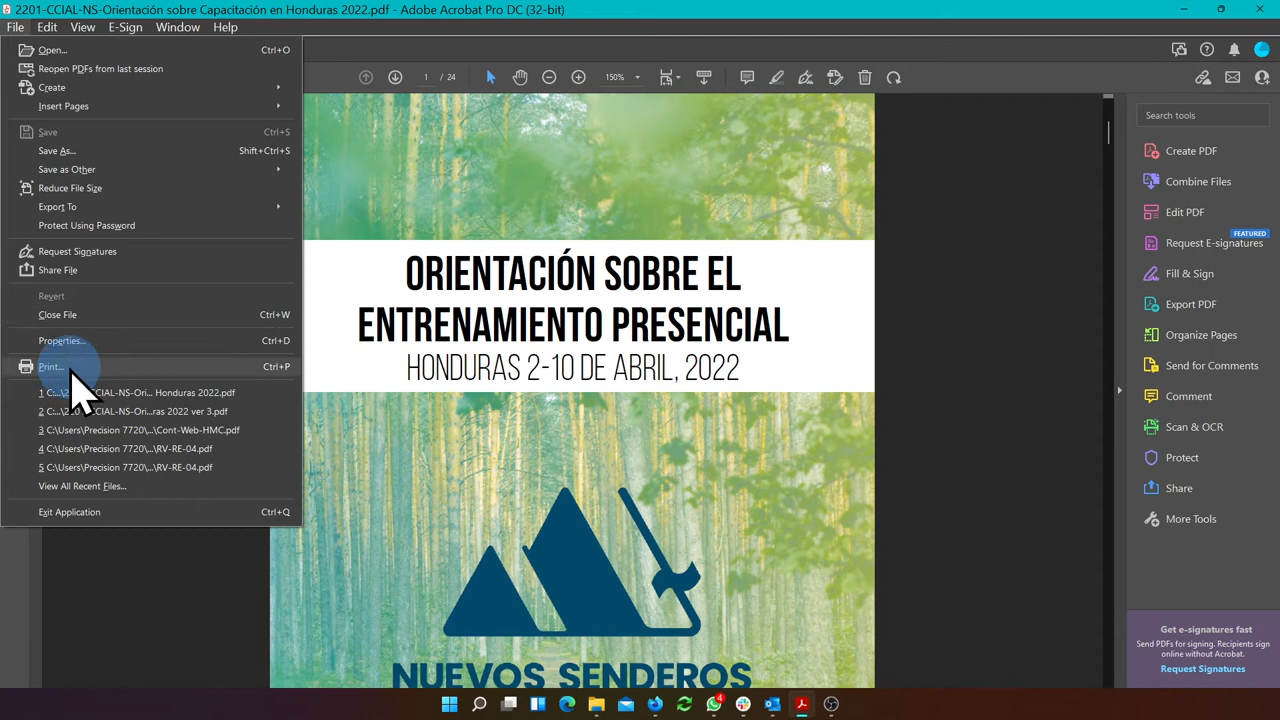 2201-CCIAL-NS-Orientación sobre Capacitación en Honduras 2022.pdf - Adobe Acrobat Pro DC (32-bit)
File Edit View E-Sign Window Help
Open... Ctrl+O
Reopen PDFs from last session
Create
Insert Pages
Save Ctrl+S
Save As... Shift+Ctrl+S
Save as Other
Reduce File Size
Export To
Protect Using Password
Request Signatures
Share File
Revert
Close File Ctrl+W
Properties... Ctrl+D
Print... Ctrl+P
1 C:...\2 CCIAL-NS-Ori... Honduras 2022.pdf
2 C:...\2 CCIAL-NS-Ori...ras 2022 ver 3.pdf
3 C:\Users\Precision 7720\...\Cont-Web-HMC.pdf
4 C:\Users\Precision 7720\...\RV-RE-04.pdf
5 C:\Users\Precision 7720\...\RV-RE-04.pdf
View All Recent Files...
Exit Application Ctrl+Q
1 / 24 150%
ORIENTACIÓN SOBRE EL
ENTRENAMIENTO PRESENCIAL
HONDURAS 2-10 DE ABRIL, 2022
NUEVOS SENDEROS
Search tools
Create PDF
Combine Files
Edit PDF
FEATURED
Request E-signatures
Fill & Sign
Export PDF
Organize Pages
Send for Comments
Comment
Scan & OCR
Protect
Share
More Tools
Get e-signatures fast
Send PDFs for signing. Recipients sign
online without Acrobat.
Request Signatures
4